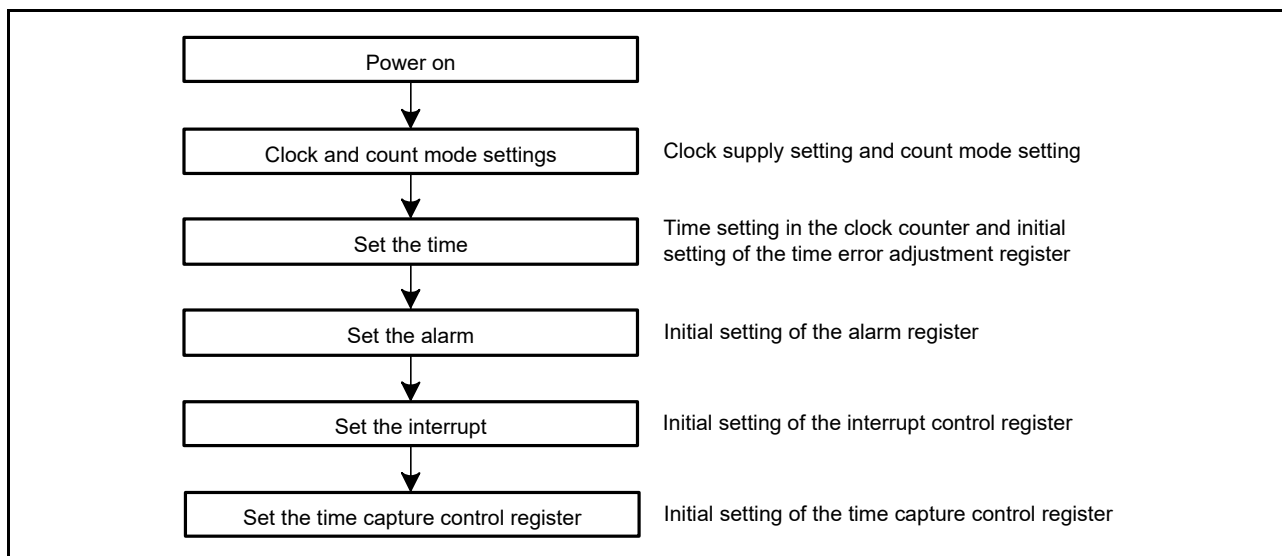 Power on
Clock and count mode settings
Clock supply setting and count mode setting
Set the time
Time setting in the clock counter and initial
setting of the time error adjustment register
Set the alarm
Initial setting of the alarm register
Set the interrupt
Initial setting of the interrupt control register
Set the time capture control register
Initial setting of the time capture control register